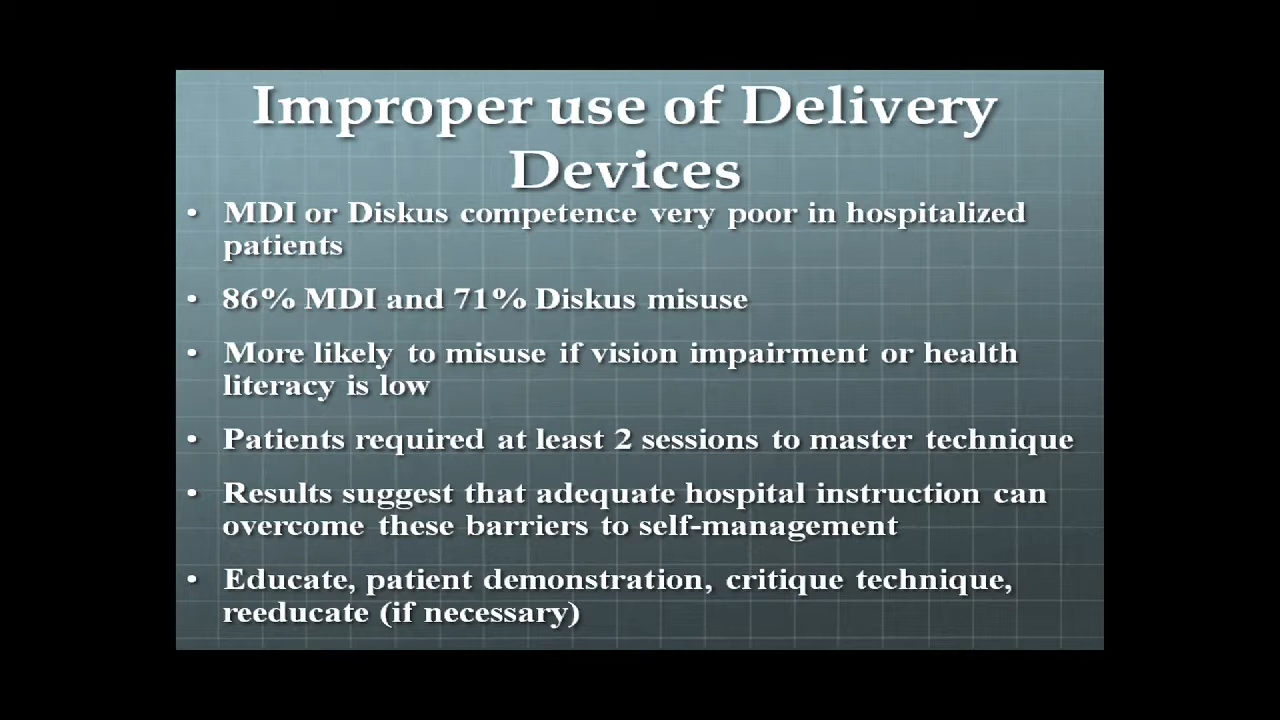 Improper use of Delivery
Devices
• MDI or Diskus competence very poor in hospitalized
patients
• 86% MDI and 71% Diskus misuse
• More likely to misuse if vision impairment or health
literacy is low
• Patients required at least 2 sessions to master technique
• Results suggest that adequate hospital instruction can
overcome these barriers to self-management
• Educate, patient demonstration, critique technique,
reeducate (if necessary)